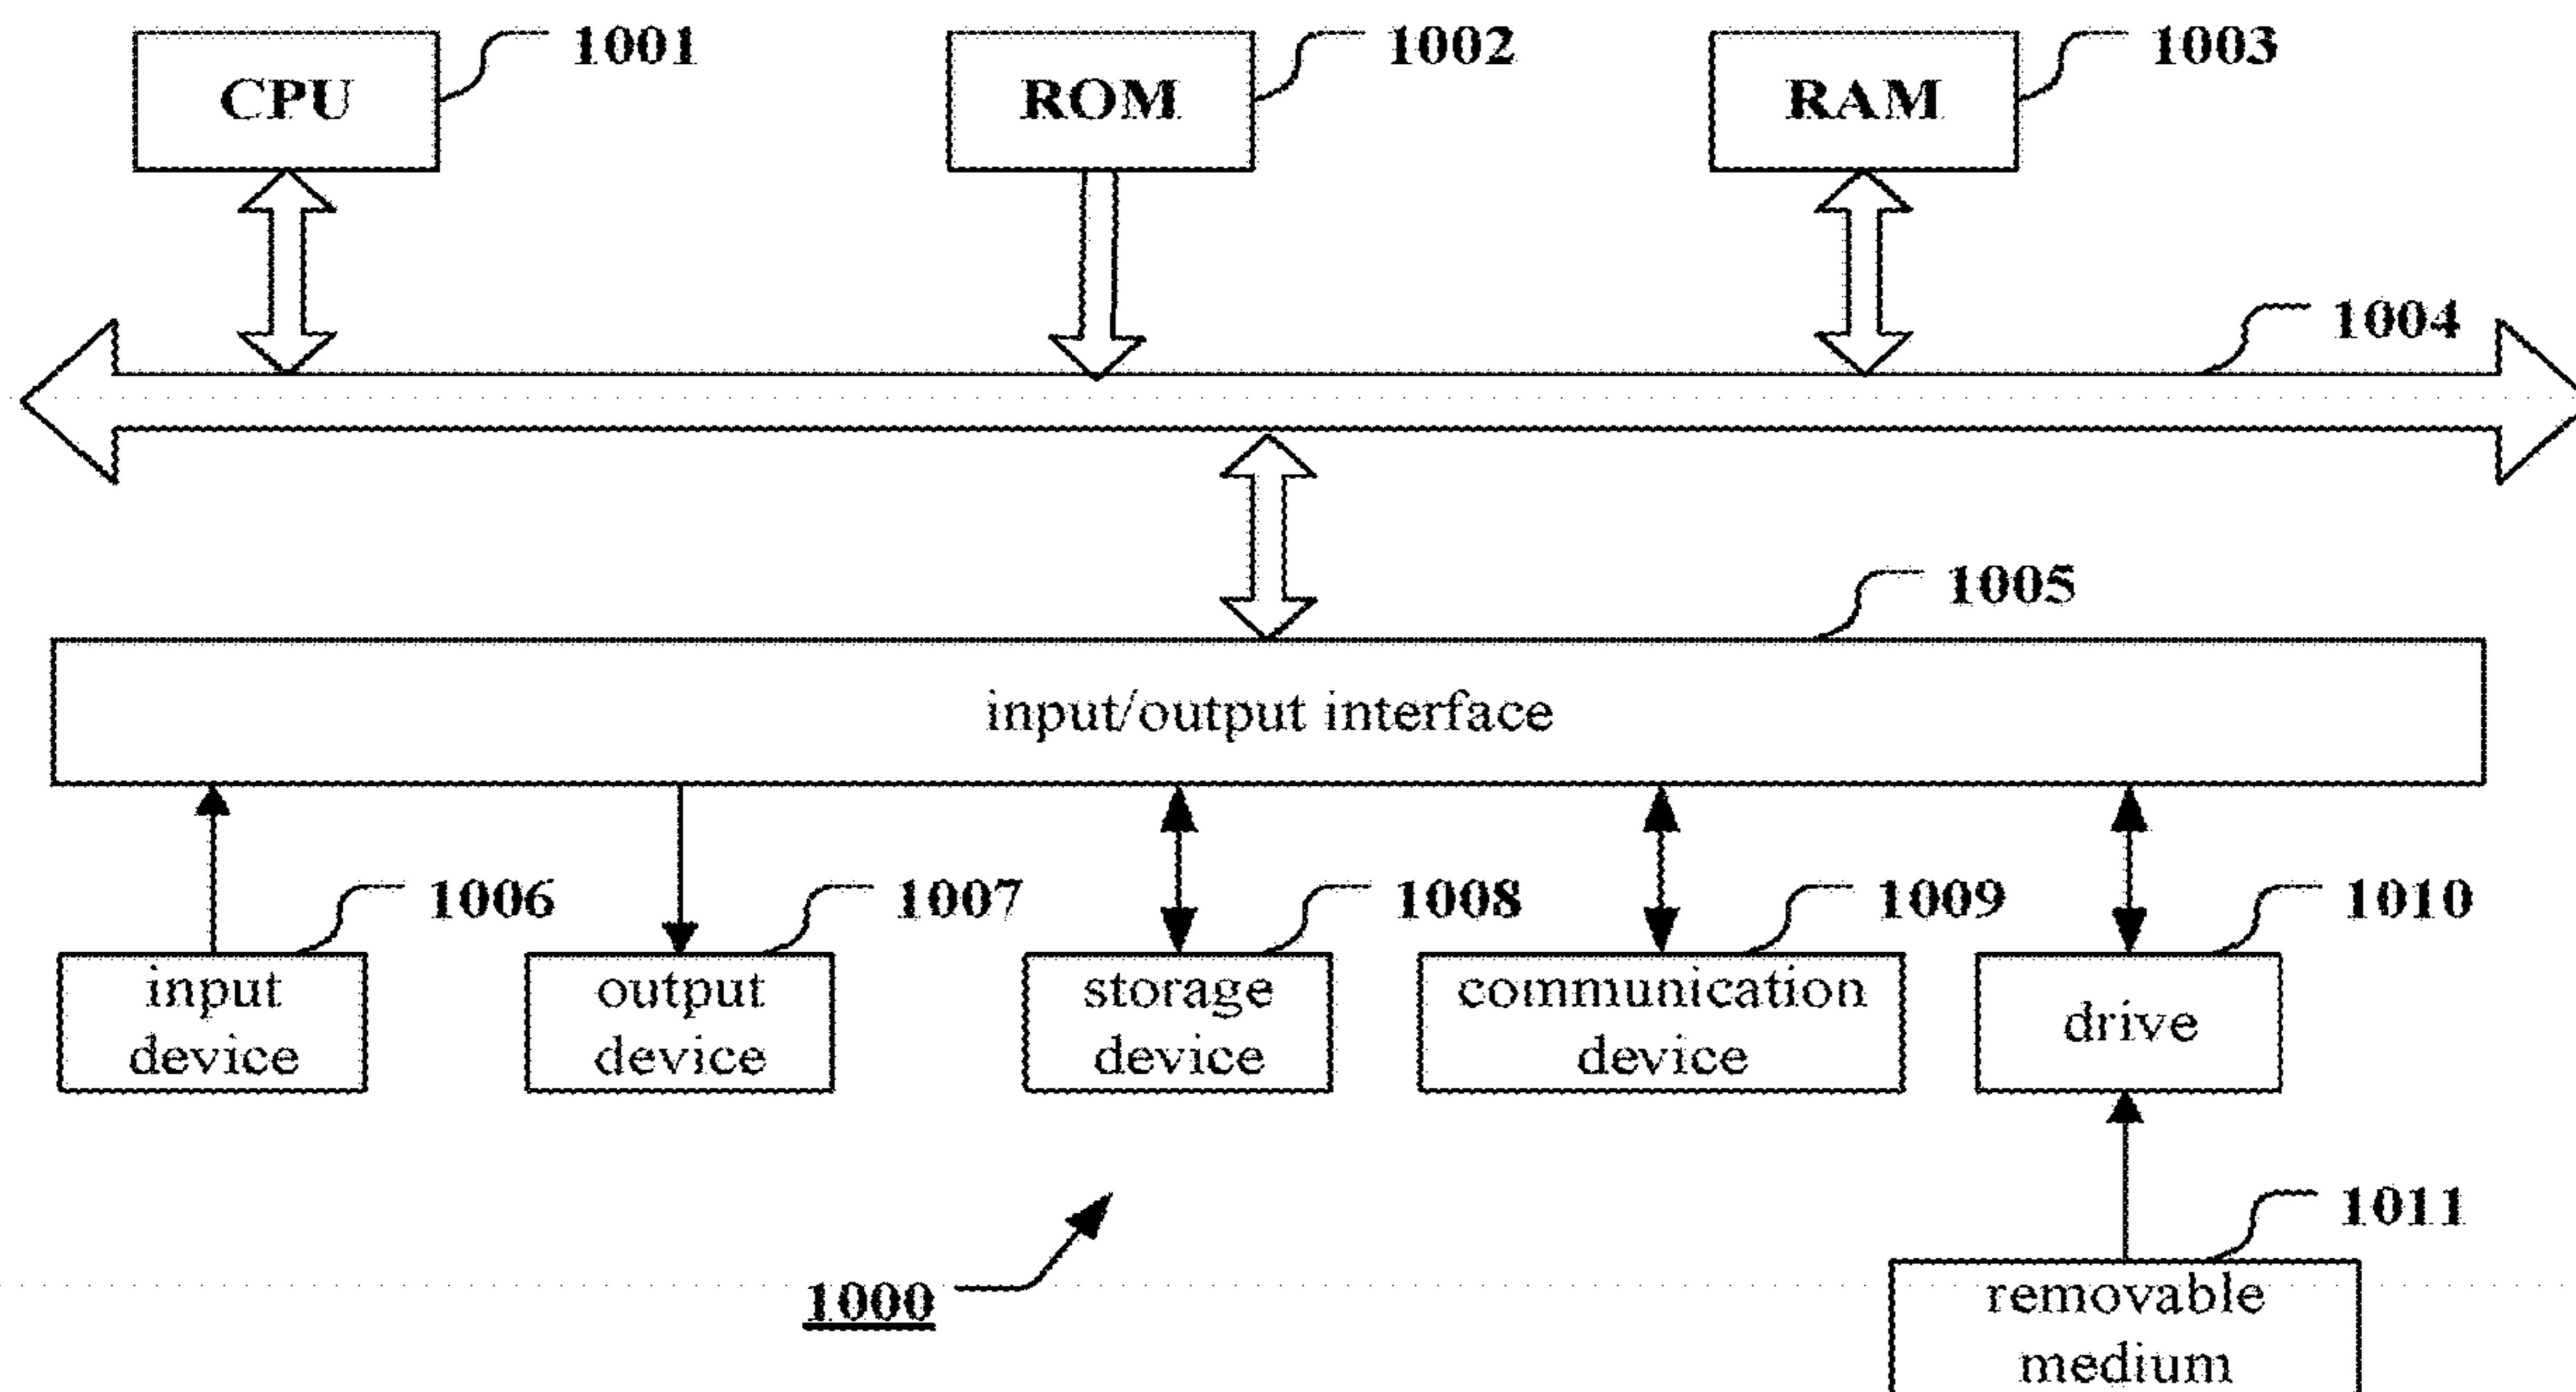 CPU
1001
ROM
1002
RAM
1003
1004
1005
input/output interface
1006
1007
1008
1009
1010
input
device
output
device
storage
device
communication
device
drive
1011
1000
removable
medium